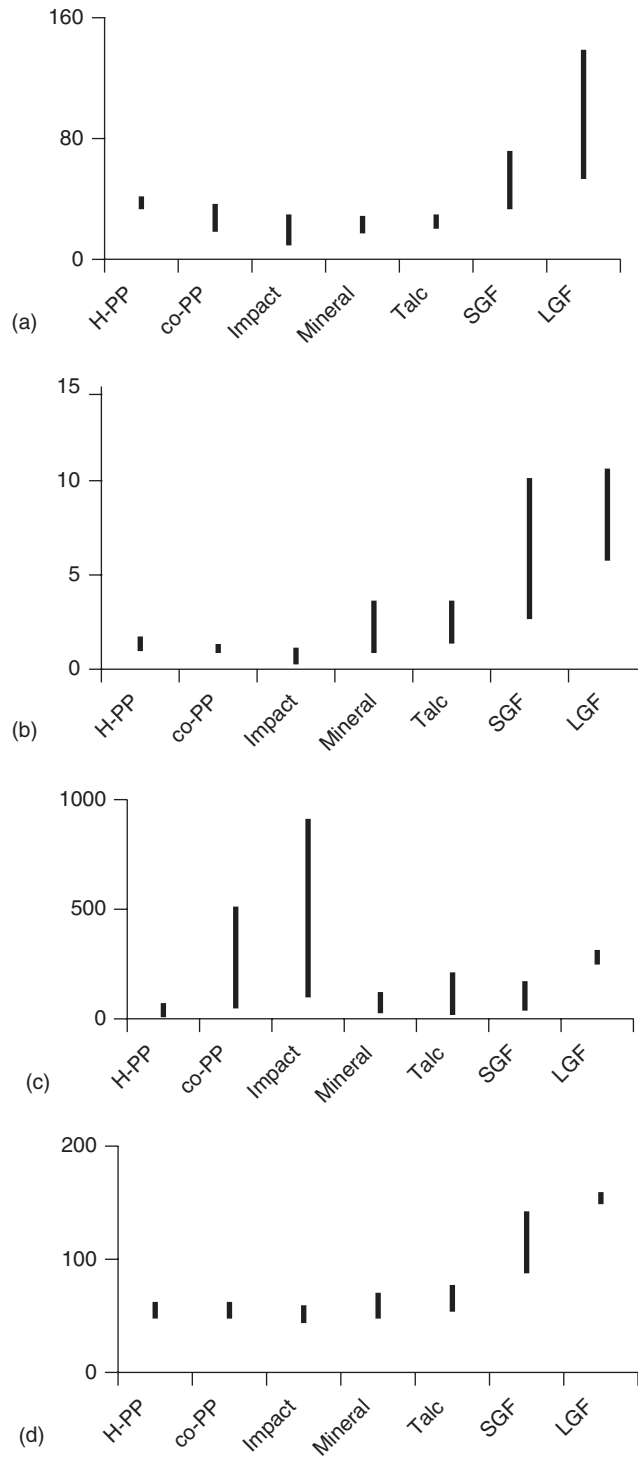 160
80
0
H-PP co-PP Impact Mineral Talc SGF LGF
(a)
15
10
5
0
H-PP co-PP Impact Mineral Talc SGF LGF
(b)
1000
500
0
H-PP co-PP Impact Mineral Talc SGF LGF
(c)
200
100
0
H-PP co-PP Impact Mineral Talc SGF LGF
(d)